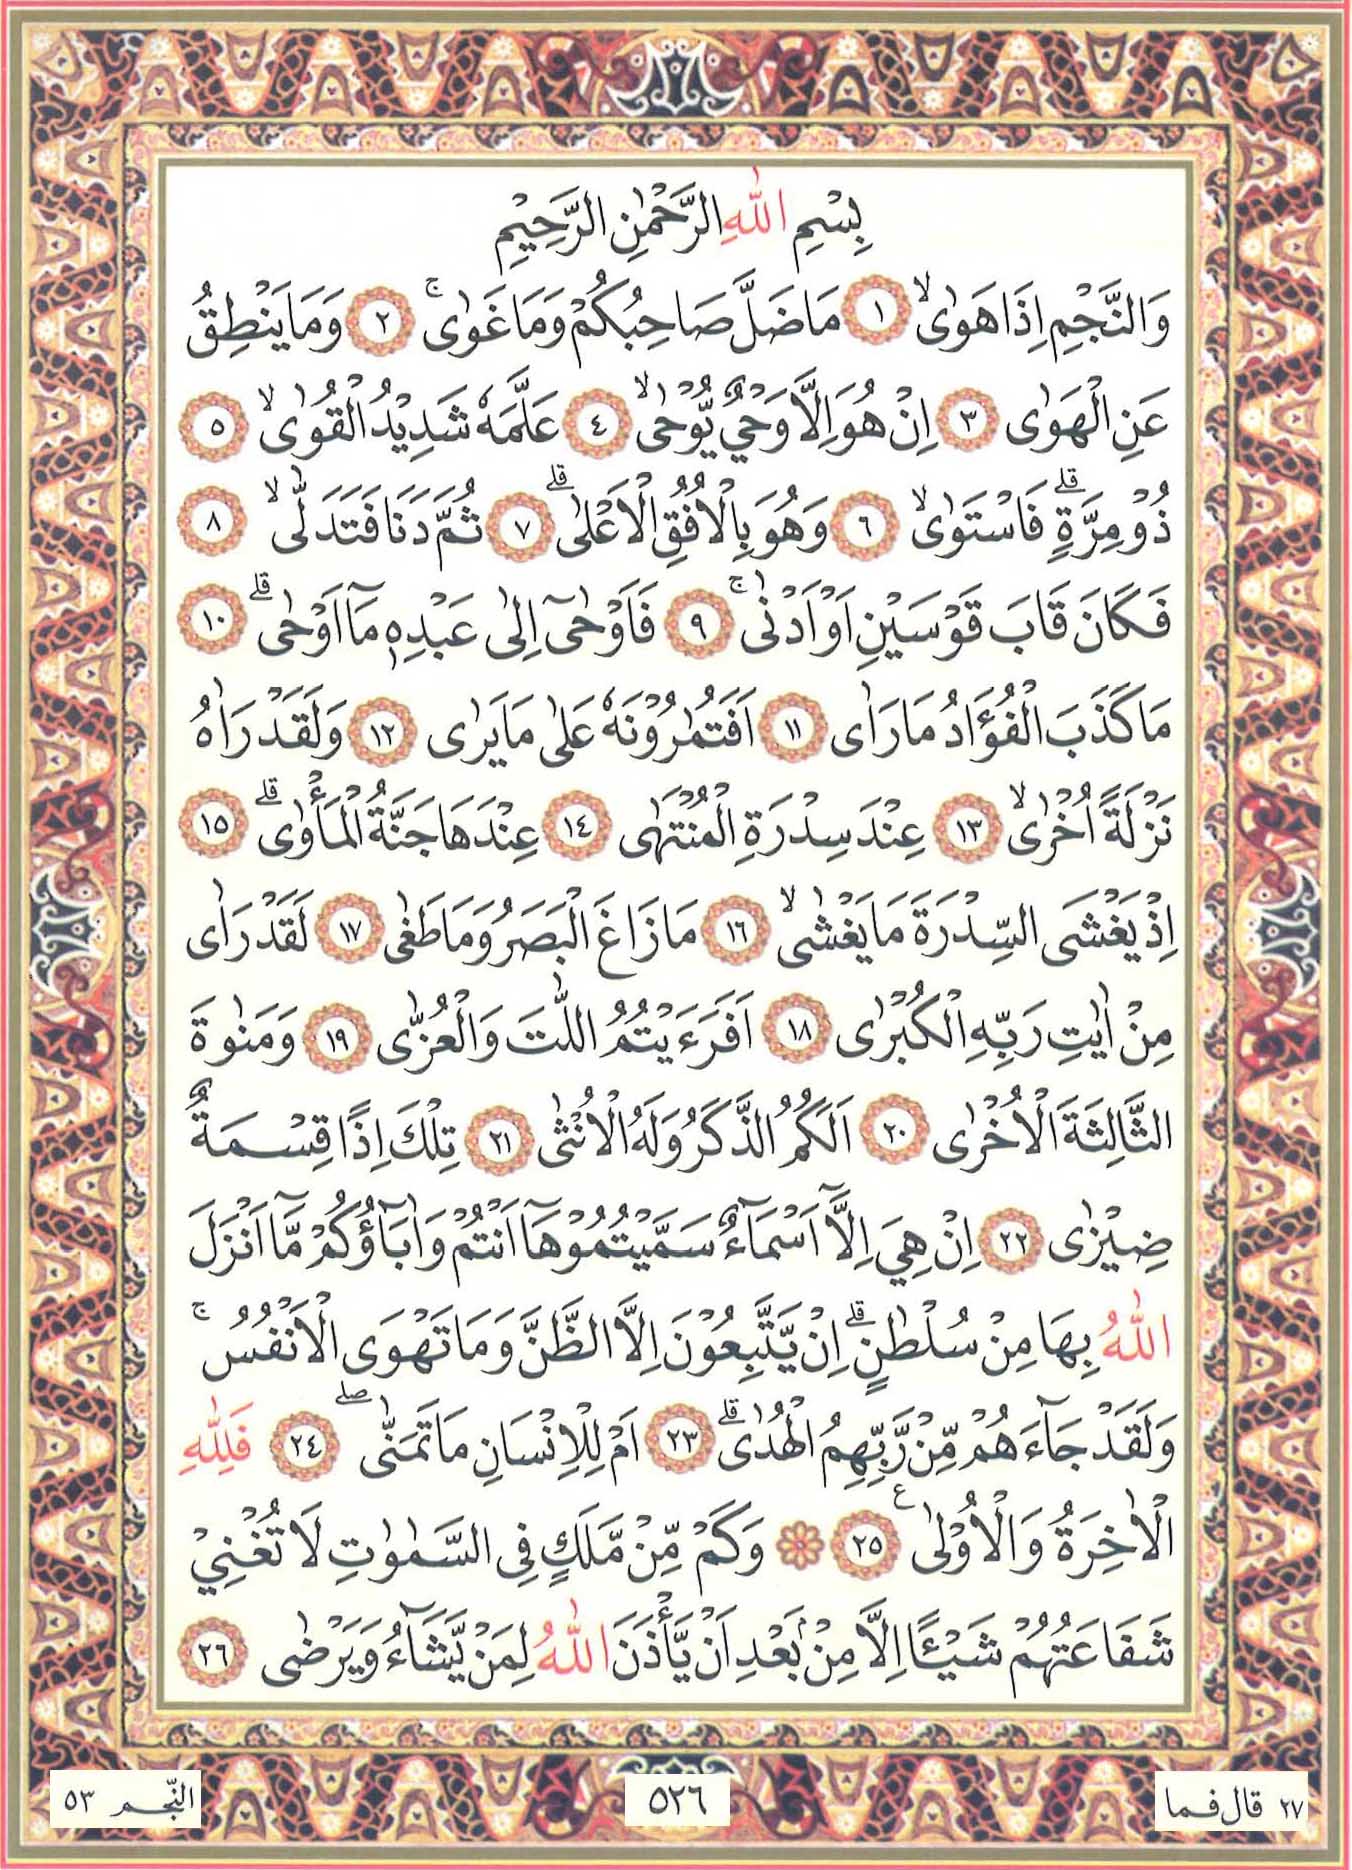 بِسْمِ اللّٰهِ الرَّحْمٰنِ الرَّحِيْمِ
وَالنَّجْمِ اِذَا هَوٰىۙ ۝١ مَا ضَلَّ صَاحِبُكُمْ وَمَا غَوٰىۚ ۝٢ وَمَا يَنْطِقُ
عَنِ الْهَوٰى ۝٣ اِنْ هُوَ اِلَّا وَحْيٌ يُّوْحٰىۙ ۝٤ عَلَّمَهٗ شَدِيْدُ الْقُوٰىۙ ۝٥
ذُوْ مِرَّةٍۗ فَاسْتَوٰىۙ ۝٦ وَهُوَ بِالْاُفُقِ الْاَعْلٰىۗ ۝٧ ثُمَّ دَنَا فَتَدَلّٰىۙ ۝٨
فَكَانَ قَابَ قَوْسَيْنِ اَوْ اَدْنٰىۚ ۝٩ فَاَوْحٰىٓ اِلٰى عَبْدِهٖ مَآ اَوْحٰىۗ ۝١٠
مَا كَذَبَ الْفُؤَادُ مَا رَاٰى ۝١١ اَفَتُمٰرُوْنَهٗ عَلٰى مَا يَرٰى ۝١٢ وَلَقَدْ رَاٰهُ
نَزْلَةً اُخْرٰىۙ ۝١٣ عِنْدَ سِدْرَةِ الْمُنْتَهٰى ۝١٤ عِنْدَهَا جَنَّةُ الْمَأْوٰىۗ ۝١٥
اِذْ يَغْشَى السِّدْرَةَ مَا يَغْشٰىۙ ۝١٦ مَا زَاغَ الْبَصَرُ وَمَا طَغٰى ۝١٧ لَقَدْ رَاٰى
مِنْ اٰيٰتِ رَبِّهِ الْكُبْرٰى ۝١٨ اَفَرَءَيْتُمُ اللّٰتَ وَالْعُزّٰى ۝١٩ وَمَنٰوةَ
الثَّالِثَةَ الْاُخْرٰى ۝٢٠ اَلَكُمُ الذَّكَرُ وَلَهُ الْاُنْثٰى ۝٢١ تِلْكَ اِذًا قِسْمَةٌ
ضِيْزٰى ۝٢٢ اِنْ هِيَ اِلَّآ اَسْمَآءٌ سَمَّيْتُمُوْهَآ اَنْتُمْ وَاٰبَآؤُكُمْ مَّآ اَنْزَلَ
اللّٰهُ بِهَا مِنْ سُلْطٰنٍۗ اِنْ يَّتَّبِعُوْنَ اِلَّا الظَّنَّ وَمَا تَهْوَى الْاَنْفُسُۚ
وَلَقَدْ جَآءَهُمْ مِّنْ رَّبِّهِمُ الْهُدٰىۗ ۝٢٣ اَمْ لِلْاِنْسَانِ مَا تَمَنّٰىۖ ۝٢٤ فَلِلّٰهِ
الْاٰخِرَةُ وَالْاُوْلٰى ࣖ ۝٢٥ ۞ وَكَمْ مِّنْ مَّلَكٍ فِى السَّمٰوٰتِ لَا تُغْنِيْ
شَفَاعَتُهُمْ شَيْـًٔا اِلَّا مِنْۢ بَعْدِ اَنْ يَّأْذَنَ اللّٰهُ لِمَنْ يَّشَآءُ وَيَرْضٰى ۝٢٦
٢٧ قال فما
٥٢٦
النّجم ٥٣